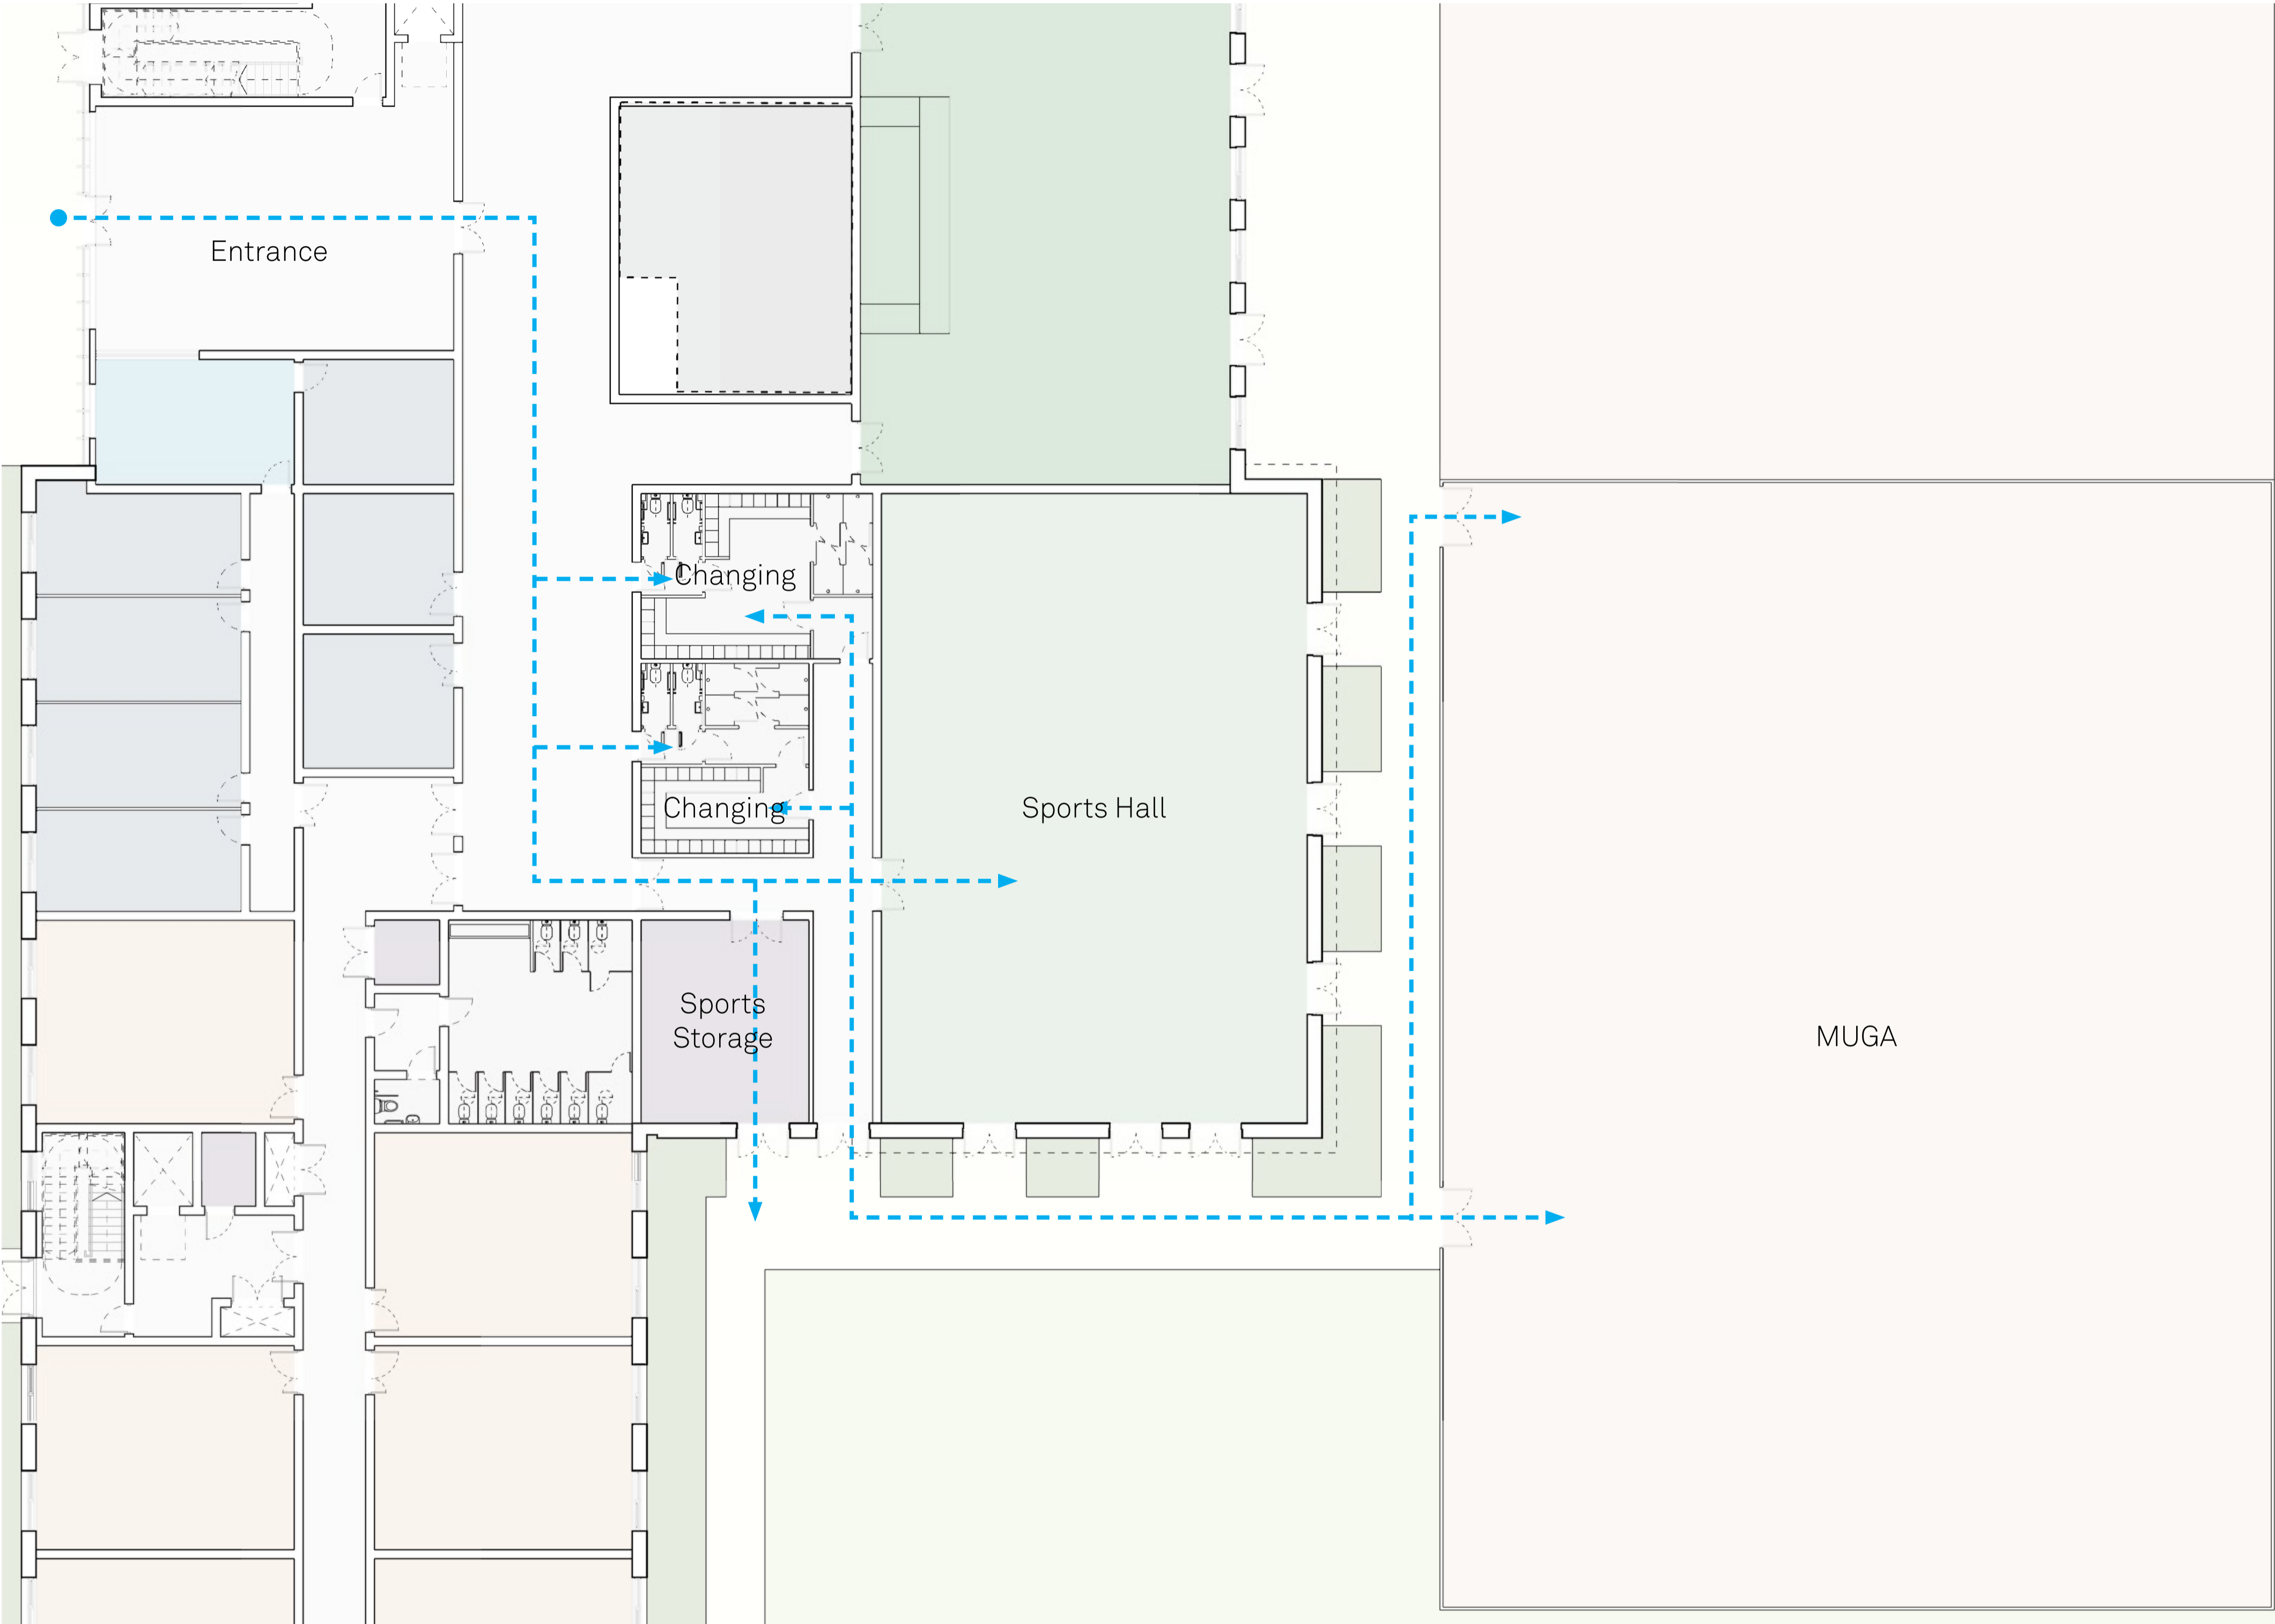 Entrance
Changing
Changing
Sports Hall
Sports
Storage
MUGA